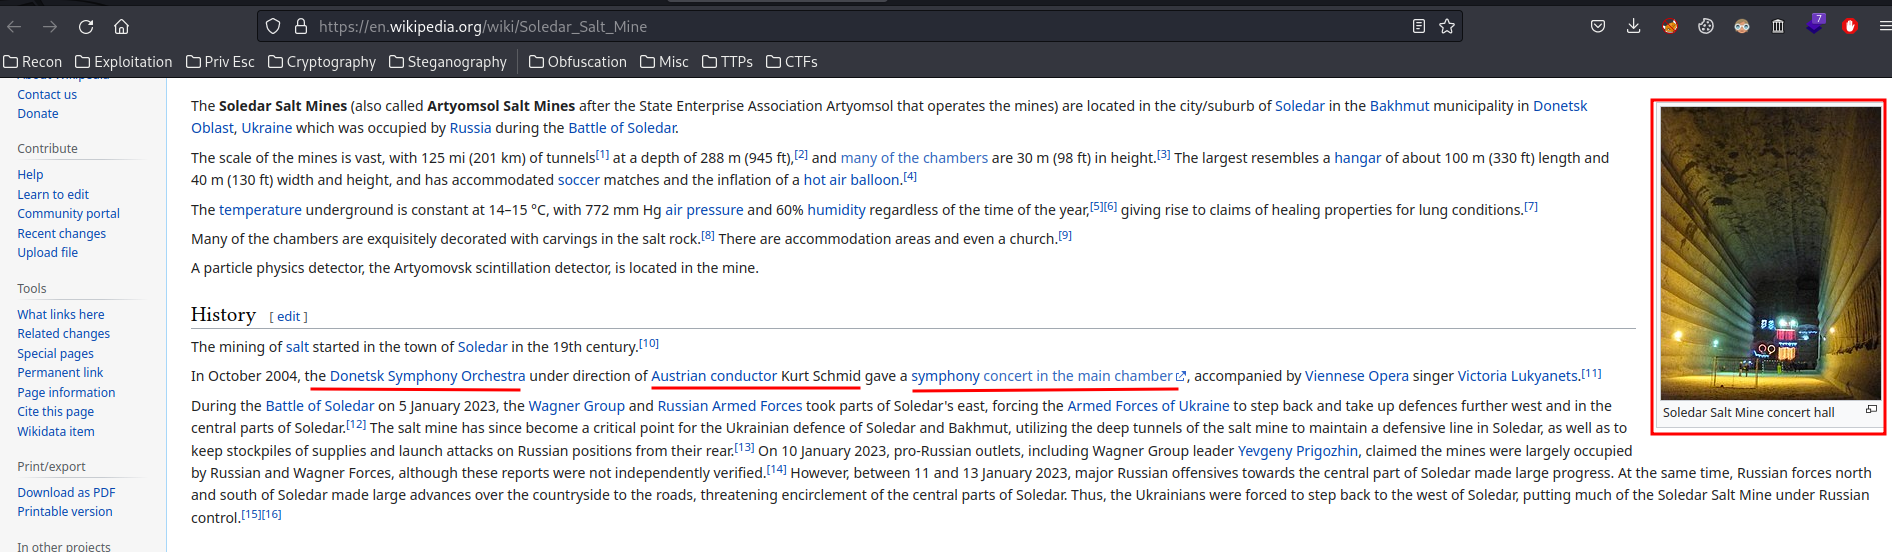 https://en.wikipedia.org/wiki/Soledar_Salt_Mine
7
Recon Exploitation Priv Esc Cryptography Steganography Obfuscation Misc TTPs CTFs
About Wikipedia
Contact us
Donate
Contribute
Help
Learn to edit
Community portal
Recent changes
Upload file
Tools
What links here
Related changes
Special pages
Permanent link
Page information
Cite this page
Wikidata item
Print/export
Download as PDF
Printable version
In other projects
The Soledar Salt Mines (also called Artyomsol Salt Mines after the State Enterprise Association Artyomsol that operates the mines) are located in the city/suburb of Soledar in the Bakhmut municipality in Donetsk
Oblast, Ukraine which was occupied by Russia during the Battle of Soledar.
The scale of the mines is vast, with 125 mi (201 km) of tunnels[1] at a depth of 288 m (945 ft),[2] and many of the chambers are 30 m (98 ft) in height.[3] The largest resembles a hangar of about 100 m (330 ft) length and
40 m (130 ft) width and height, and has accommodated soccer matches and the inflation of a hot air balloon.[4]
The temperature underground is constant at 14–15 °C, with 772 mm Hg air pressure and 60% humidity regardless of the time of the year,[5][6] giving rise to claims of healing properties for lung conditions.[7]
Many of the chambers are exquisitely decorated with carvings in the salt rock.[8] There are accommodation areas and even a church.[9]
A particle physics detector, the Artyomovsk scintillation detector, is located in the mine.
History [ edit ]
The mining of salt started in the town of Soledar in the 19th century.[10]
In October 2004, the Donetsk Symphony Orchestra under direction of Austrian conductor Kurt Schmid gave a symphony concert in the main chamber, accompanied by Viennese Opera singer Victoria Lukyanets.[11]
During the Battle of Soledar on 5 January 2023, the Wagner Group and Russian Armed Forces took parts of Soledar's east, forcing the Armed Forces of Ukraine to step back and take up defences further west and in the
central parts of Soledar.[12] The salt mine has since become a critical point for the Ukrainian defence of Soledar and Bakhmut, utilizing the deep tunnels of the salt mine to maintain a defensive line in Soledar, as well as to
keep stockpiles of supplies and launch attacks on Russian positions from their rear.[13] On 10 January 2023, pro-Russian outlets, including Wagner Group leader Yevgeny Prigozhin, claimed the mines were largely occupied
by Russian and Wagner Forces, although these reports were not independently verified.[14] However, between 11 and 13 January 2023, major Russian offensives towards the central part of Soledar made large progress. At the same time, Russian forces north
and south of Soledar made large advances over the countryside to the roads, threatening encirclement of the central parts of Soledar. Thus, the Ukrainians were forced to step back to the west of Soledar, putting much of the Soledar Salt Mine under Russian
control.[15][16]
Soledar Salt Mine concert hall